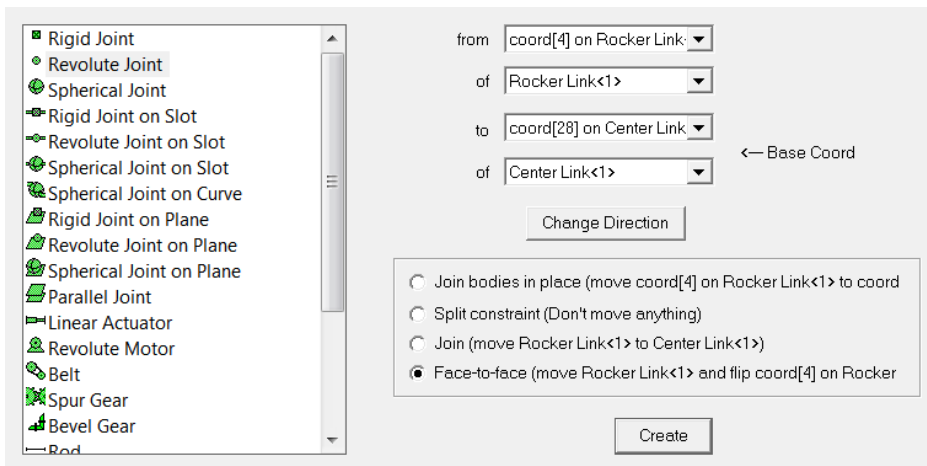 Rigid Joint
Revolute Joint
Spherical Joint
Rigid Joint on Slot
Revolute Joint on Slot
Spherical Joint on Slot
Spherical Joint on Curve
Rigid Joint on Plane
Revolute Joint on Plane
Spherical Joint on Plane
Parallel Joint
Linear Actuator
Revolute Motor
Belt
Spur Gear
Bevel Gear
Rod
from coord[4] on Rocker Link
of Rocker Link<1>
to coord[28] on Center Link
<— Base Coord
of Center Link<1>
Change Direction
Join bodies in place (move coord[4] on Rocker Link<1> to coord
Split constraint (Don't move anything)
Join (move Rocker Link<1> to Center Link<1>)
Face-to-face (move Rocker Link<1> and flip coord[4] on Rocker
Create